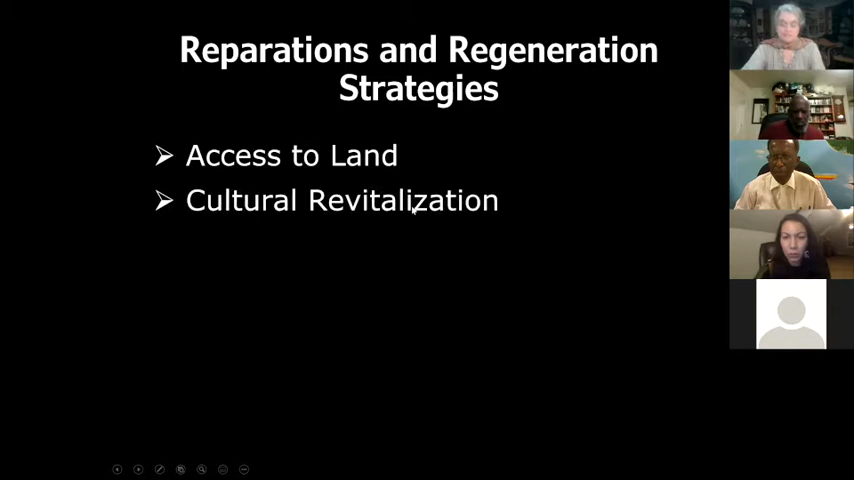 Reparations and Regeneration
Strategies
Access to Land
Cultural Revitalization